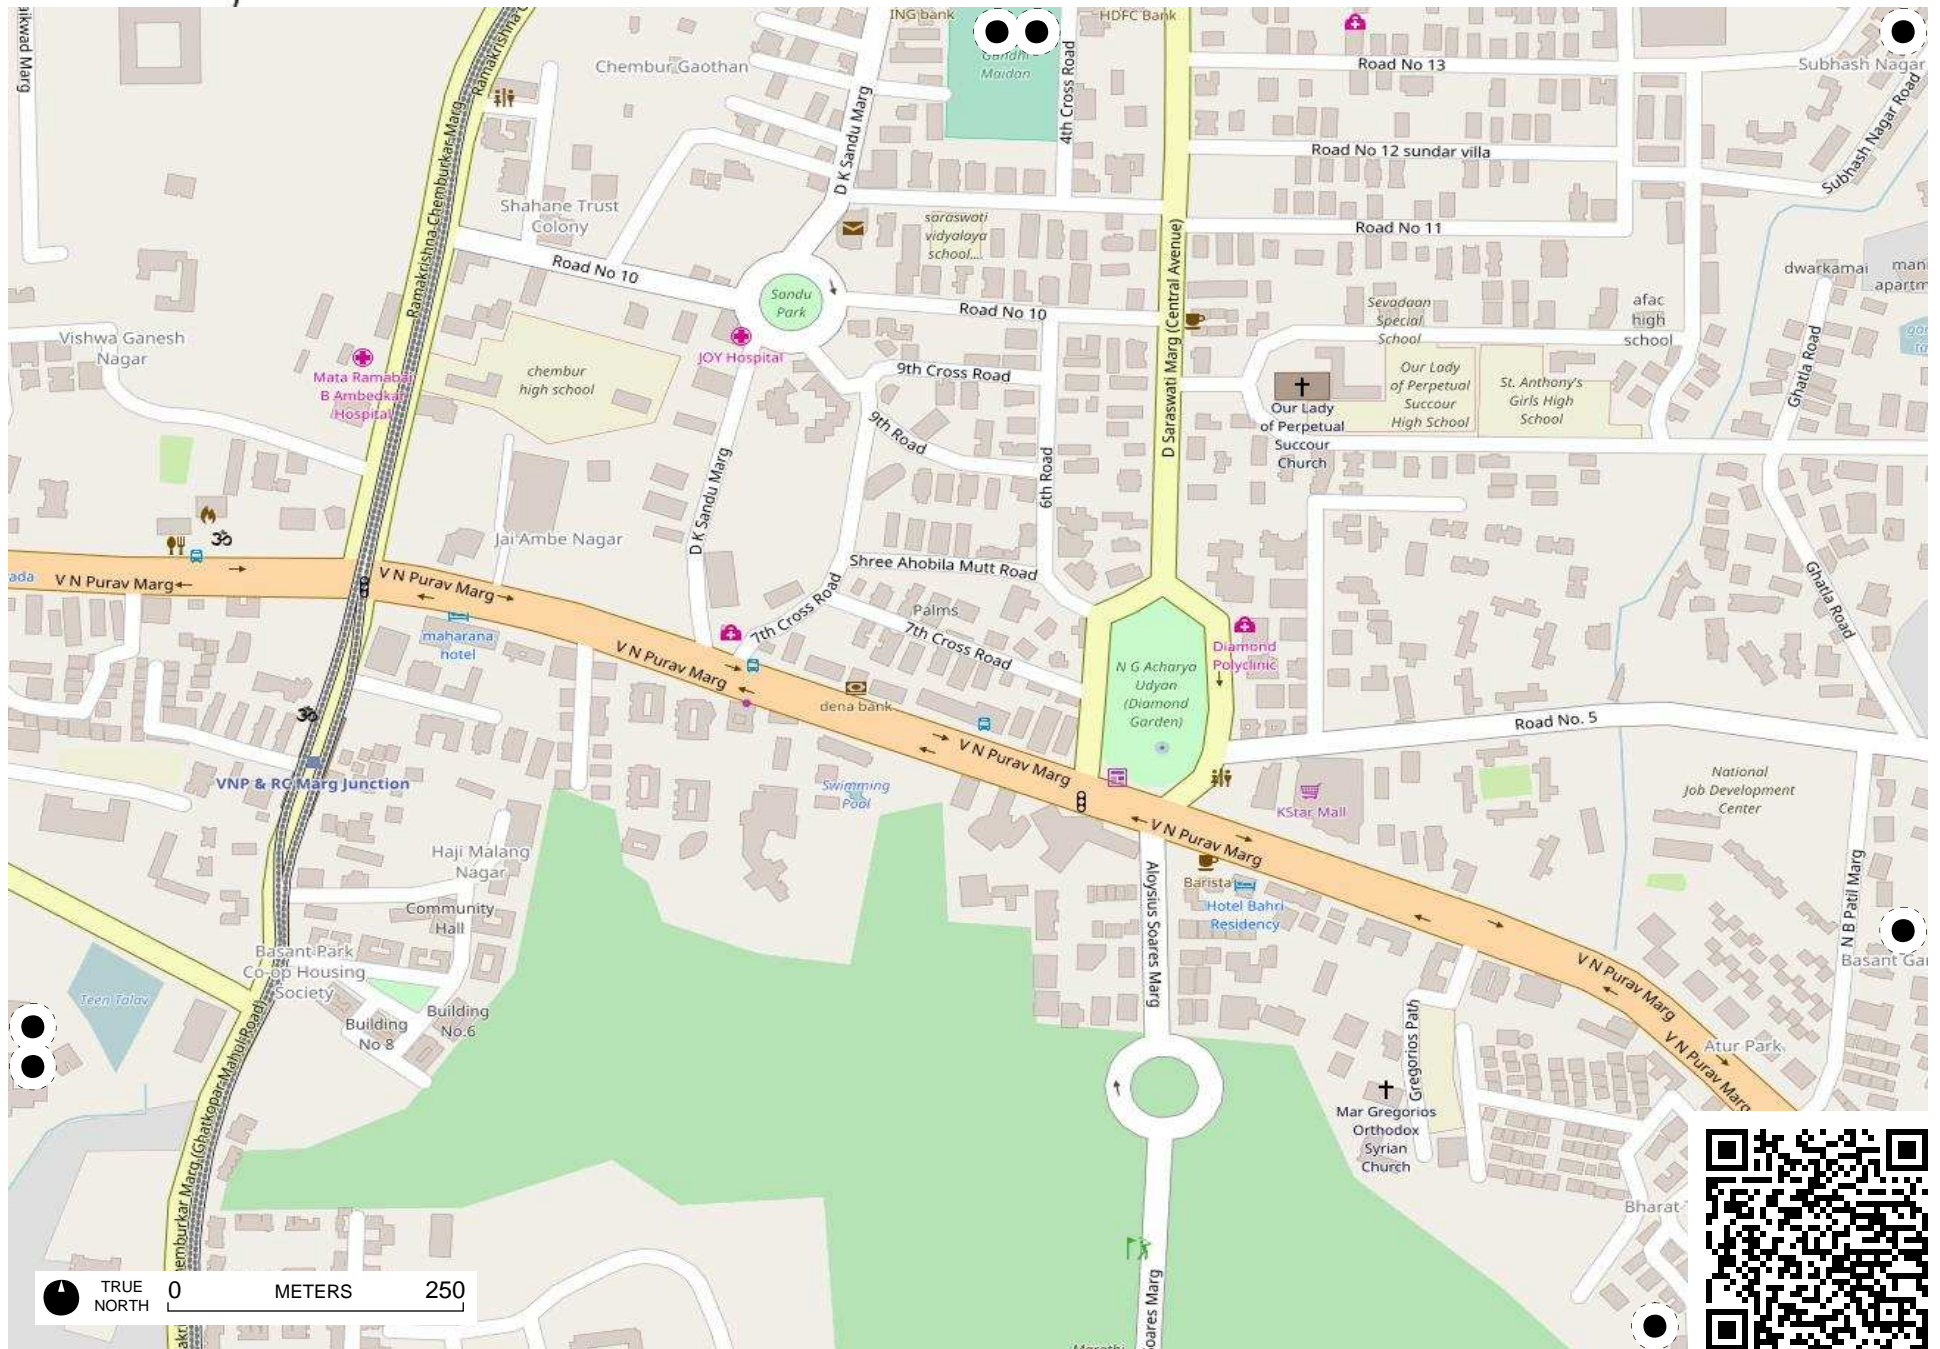 ING bank
HDFC Bank
Gandhi
Maidan
Chembur Gaothan
4th Cross Road
Road No 13
Subhash Nagar
Subhash Nagar Road
D K Sandu Marg
Road No 12 sundar villa
Ramakrishna Chemburkar Marg
Shahane Trust
Colony
saraswati
vidyalaya
school....
Road No 11
Road No 10
Sandu
Park
Road No 10
D Saraswati Marg (Central Avenue)
Sevadaan
Special
School
afac
high
school
dwarkamai
Vishwa Ganesh
Nagar
Ramakrishna Chemburkar Marg
Mata Ramabai
B Ambedkar
Hospital
JOY Hospital
chembur
high school
9th Cross Road
9th Road
6th Road
Our Lady
of Perpetual
Succour
High School
St. Anthony's
Girls High
School
Our Lady
of Perpetual
Succour
Church
Ghatla Road
D K Sandu Marg
Jai Ambe Nagar
Shree Ahobila Mutt Road
V N Purav Marg
V N Purav Marg
maharana
hotel
7th Cross Road
Palms
7th Cross Road
Ghatla Road
Diamond
Polyclinic
N G Acharya
Udyan
(Diamond
Garden)
V N Purav Marg
dena bank
Road No. 5
V N Purav Marg
VNP & RC Marg Junction
Swimming
Pool
KStar Mall
National
Job Development
Center
V N Purav Marg
Haji Malang
Nagar
Community
Hall
Barista
Hotel Bahri
Residency
Aloysius Soares Marg
N B Patil Marg
Basant Park
Co-op Housing
Society
Teen Talav
Building
No 8
Building
No.6
V N Purav Marg
Gregorios Path
Atur Park
V N Purav Marg
Mar Gregorios
Orthodox
Syrian
Church
Bharat
TRUE
NORTH
0 METERS 250